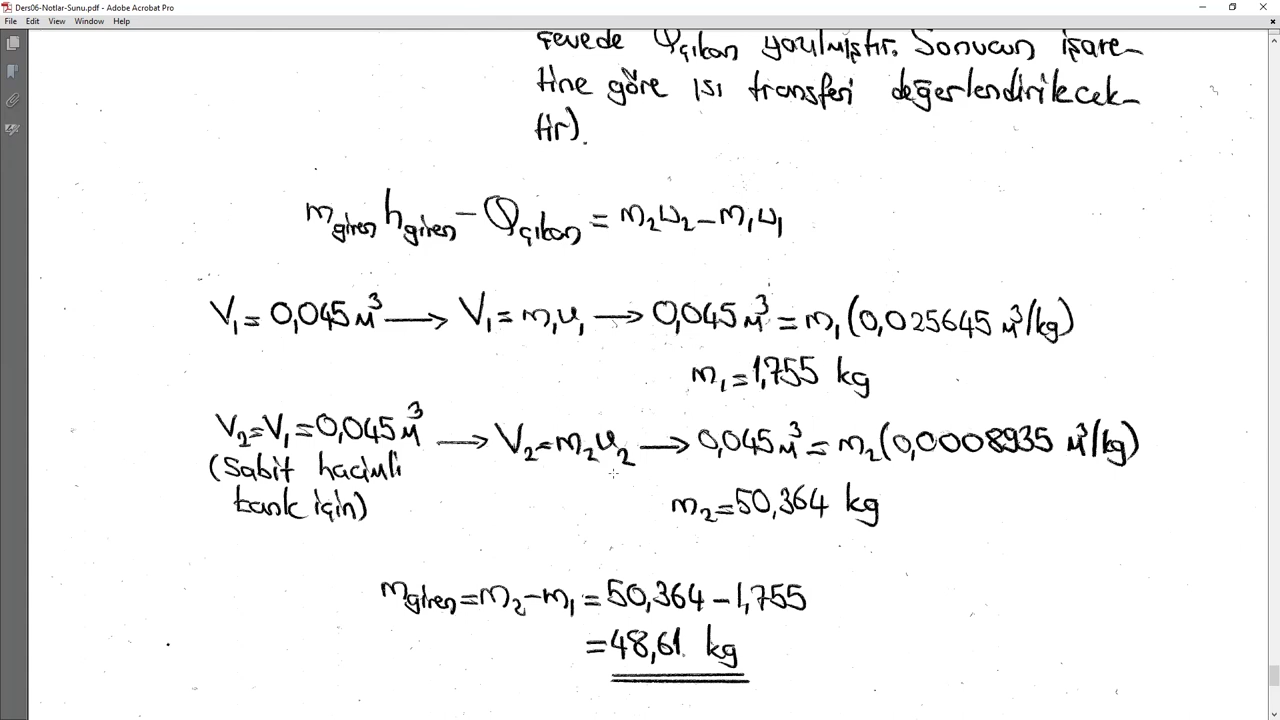 Ders06-Notlar-Sunu.pdf - Adobe Acrobat Pro
File Edit View Window Help
çevede Qçıkan yazılmıştır. Sonucun işare-
tine göre ısı transferi değerlendirilecek-
tir).
mgiren hgiren - Qçıkan = m₂u₂ - m₁u₁
V₁ = 0,045 m³ → V₁ = m₁v₁ → 0,045 m³ = m₁(0,025645 m³/kg)
m₁ = 1,755 kg
V₂ = V₁ = 0,045 m³ → V₂ = m₂v₂ → 0,045 m³ = m₂(0,0008935 m³/kg)
(Sabit hacimli
tank için)
m₂ = 50,364 kg
mgiren = m₂ - m₁ = 50,364 - 1,755
= 48,61 kg